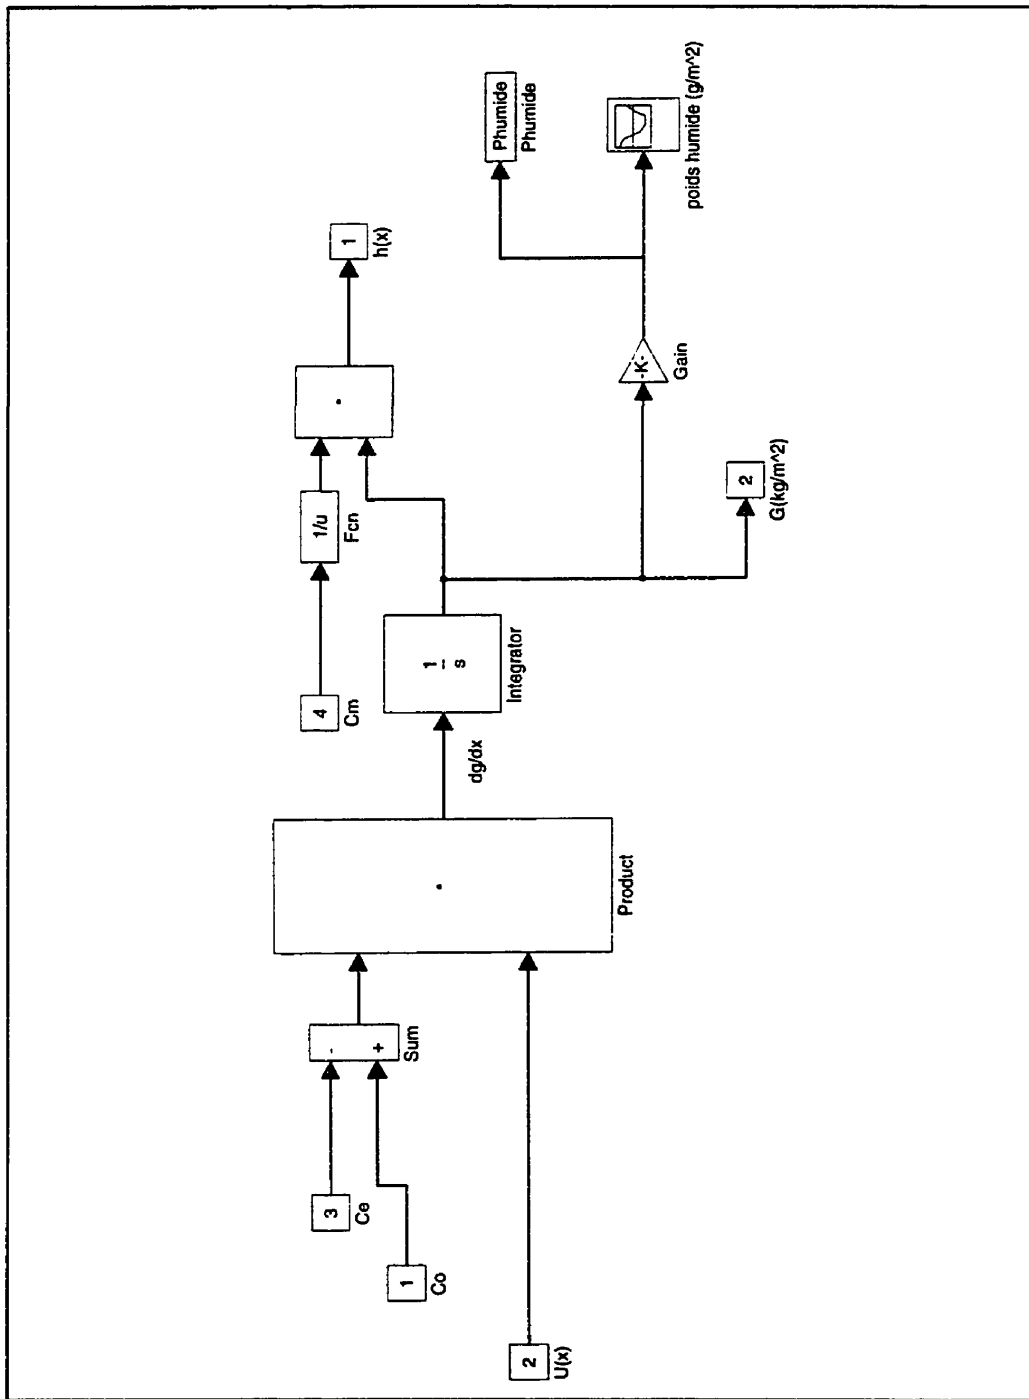 Phumide
Phumide
poids humide (g/m^2)
1
h(x)
-K-
Gain
1/u
Fcn
2
G(kg/m^2)
4
Cm
1
s
Integrator
dg/dx
Product
-
+
Sum
3
Ce
1
Co
2
U(x)